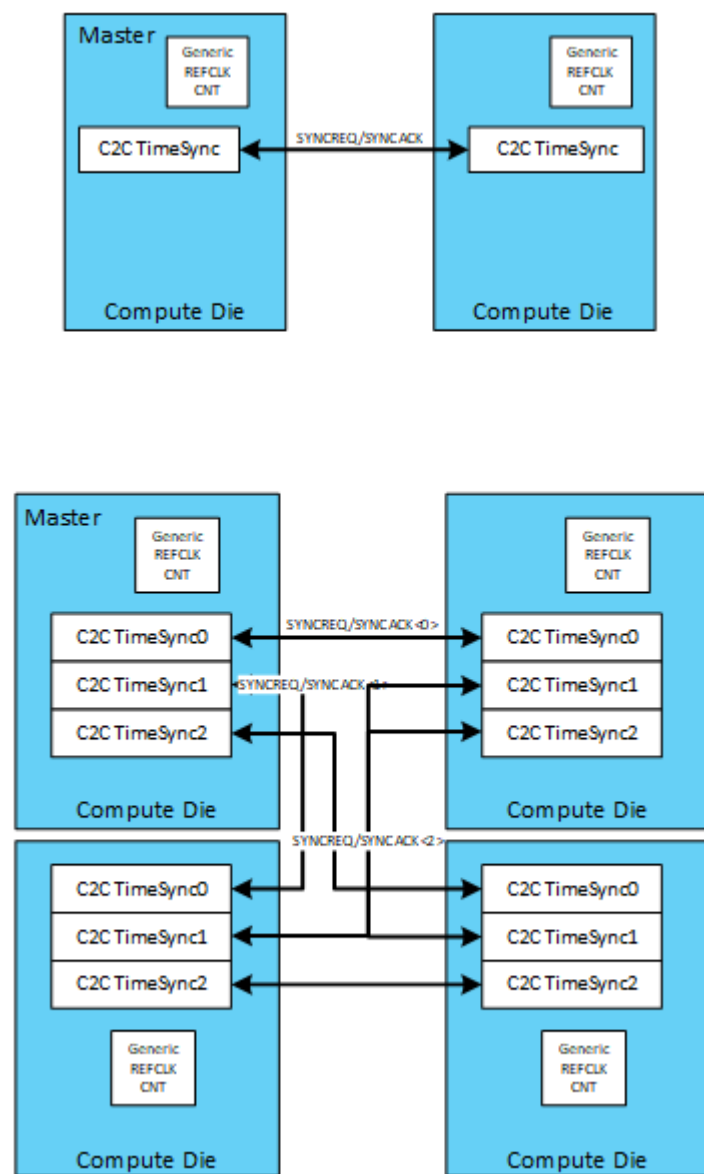 Master
Generic
REFCLK
CNT
Generic
REFCLK
CNT
C2C TimeSync
SYNCREQ/SYNCACK
C2C TimeSync
Compute Die
Compute Die
Master
Generic
REFCLK
CNT
Generic
REFCLK
CNT
C2C TimeSync0
SYNCREQ/SYNCACK<0>
C2C TimeSync0
C2C TimeSync1
SYNCREQ/SYNCACK<1>
C2C TimeSync1
C2C TimeSync2
C2C TimeSync2
Compute Die
Compute Die
SYNCREQ/SYNCACK<2>
C2C TimeSync0
C2C TimeSync0
C2C TimeSync1
C2C TimeSync1
C2C TimeSync2
C2C TimeSync2
Generic
REFCLK
CNT
Generic
REFCLK
CNT
Compute Die
Compute Die